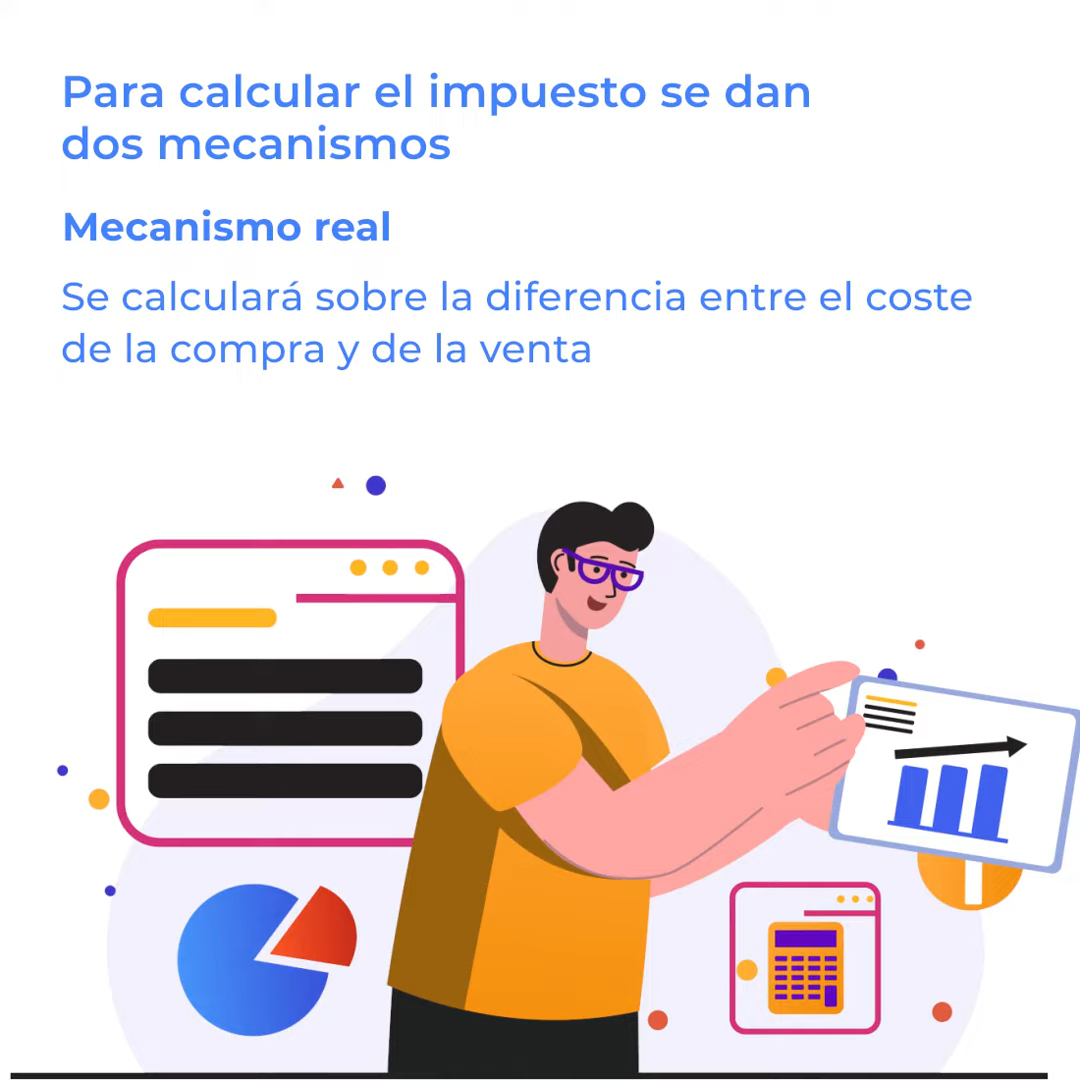 Para calcular el impuesto se dan
dos mecanismos
Mecanismo real
Se calculará sobre la diferencia entre el coste
de la compra y de la venta